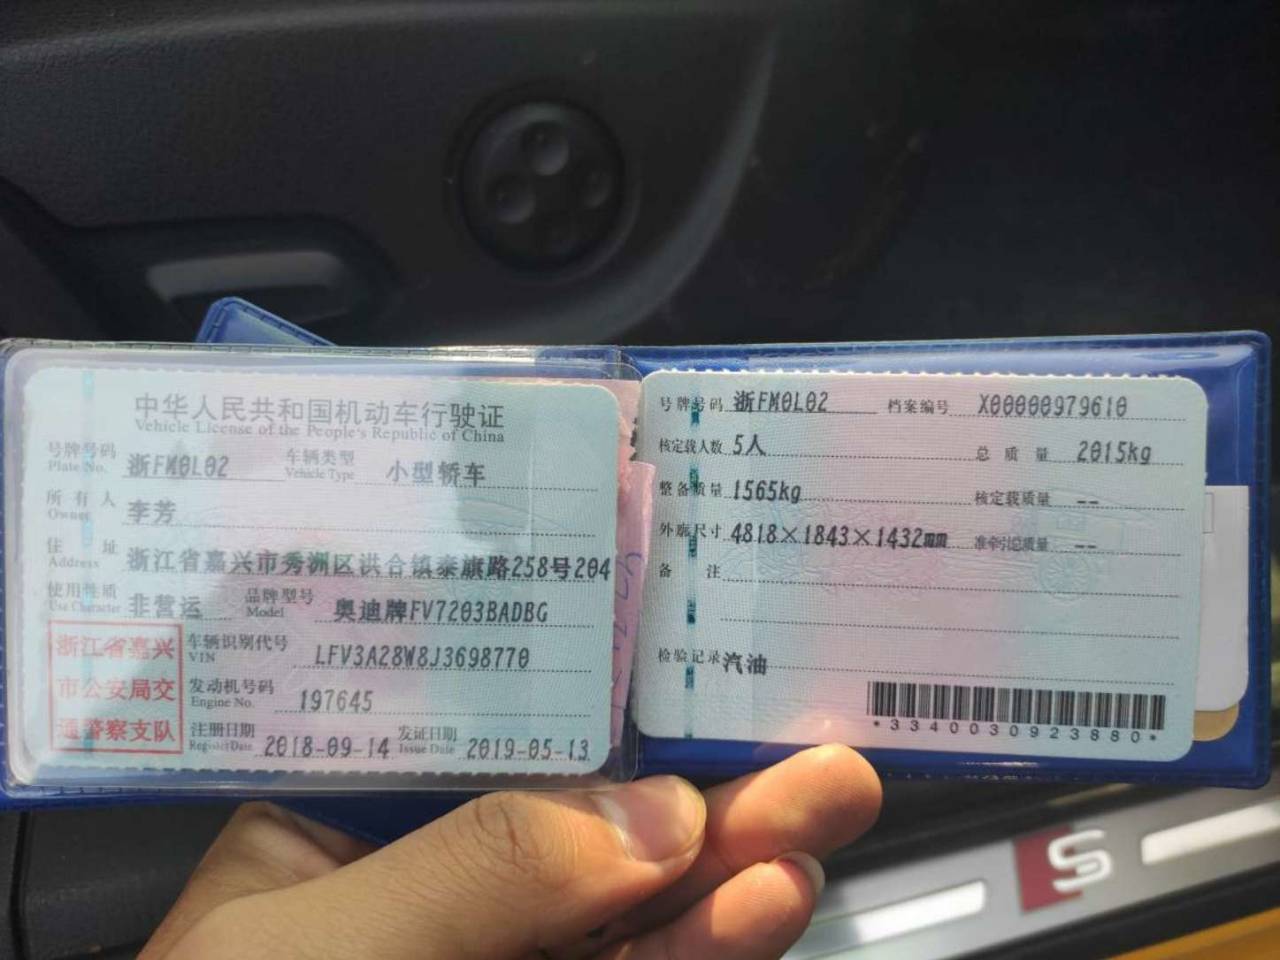 中华人民共和国机动车行驶证
Vehicle License of the People's Republic of China
号牌号码 浙FM0L02 车辆类型 小型轿车
Plate No. Vehicle Type
所有人 李芳
Owner
住址 浙江省嘉兴市秀洲区洪合镇泰旗路258号204
Address
使用性质 非营运 品牌型号 奥迪牌FV7203BADBG
Use Character Model
浙江省嘉兴
市公安局交
通警察支队
车辆识别代号 LFV3A28W8J3698770
VIN
发动机号码 197645
Engine No.
注册日期 2018-09-14 发证日期 2019-05-13
Register Date Issue Date
号牌号码 浙FM0L02 档案编号 X00000979610
核定载人数 5人 总质量 2015kg
整备质量 1565kg 核定载质量 --
外廓尺寸 4818×1843×1432mm 准牵引总质量 --
备注
检验记录 汽油
*3340030923880*
S